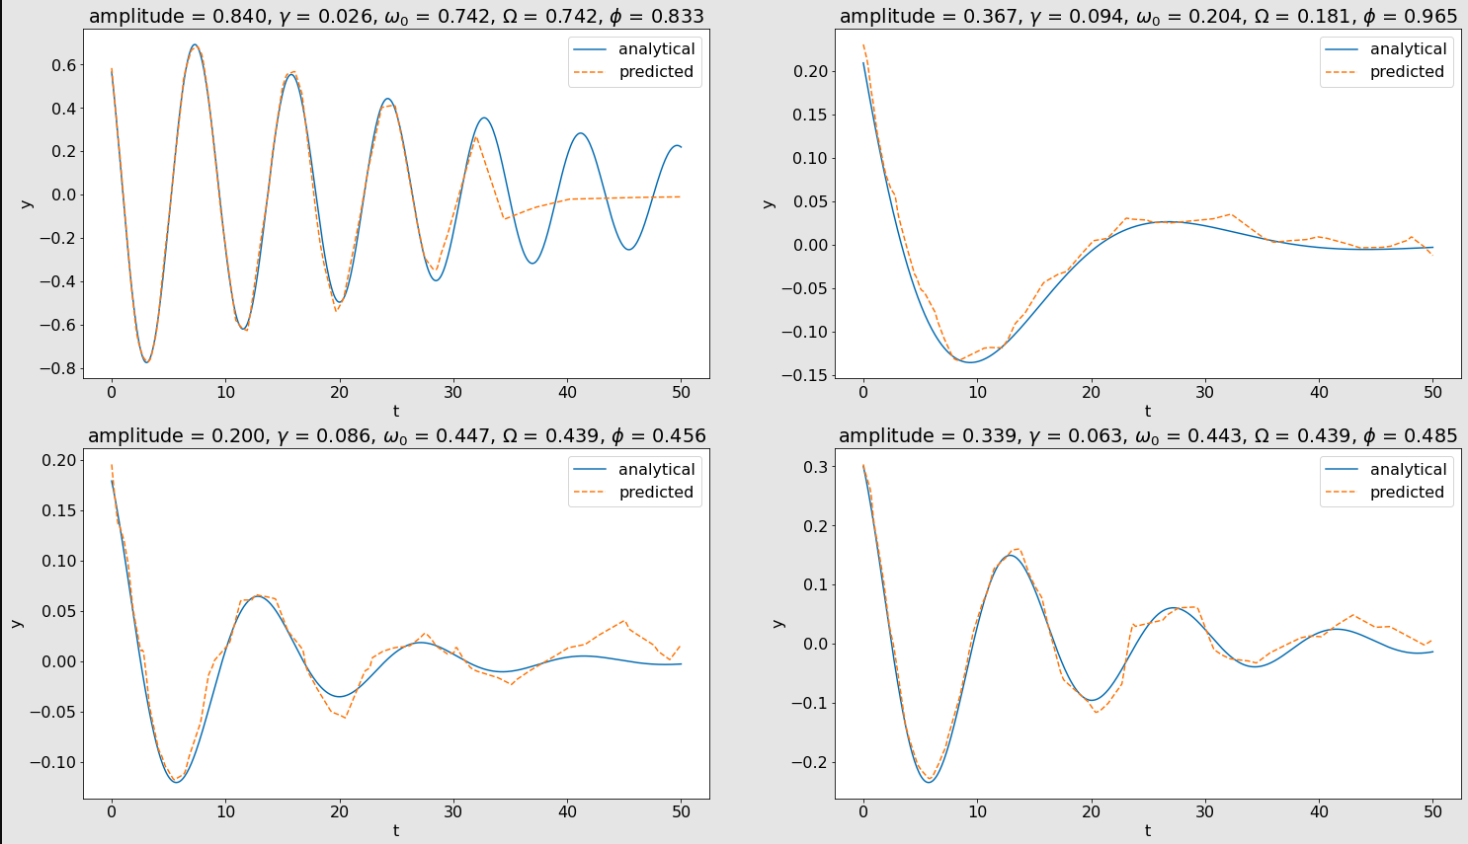 amplitude = 0.840, γ = 0.026, ω₀ = 0.742, Ω = 0.742, ϕ = 0.833
analytical
predicted
0.6
0.4
0.2
0.0
−0.2
−0.4
−0.6
−0.8
y
0 10 20 30 40 50
t
amplitude = 0.367, γ = 0.094, ω₀ = 0.204, Ω = 0.181, ϕ = 0.965
analytical
predicted
0.20
0.15
0.10
0.05
0.00
−0.05
−0.10
−0.15
y
0 10 20 30 40 50
t
amplitude = 0.200, γ = 0.086, ω₀ = 0.447, Ω = 0.439, ϕ = 0.456
analytical
predicted
0.20
0.15
0.10
0.05
0.00
−0.05
−0.10
y
0 10 20 30 40 50
t
amplitude = 0.339, γ = 0.063, ω₀ = 0.443, Ω = 0.439, ϕ = 0.485
analytical
predicted
0.3
0.2
0.1
0.0
−0.1
−0.2
y
0 10 20 30 40 50
t